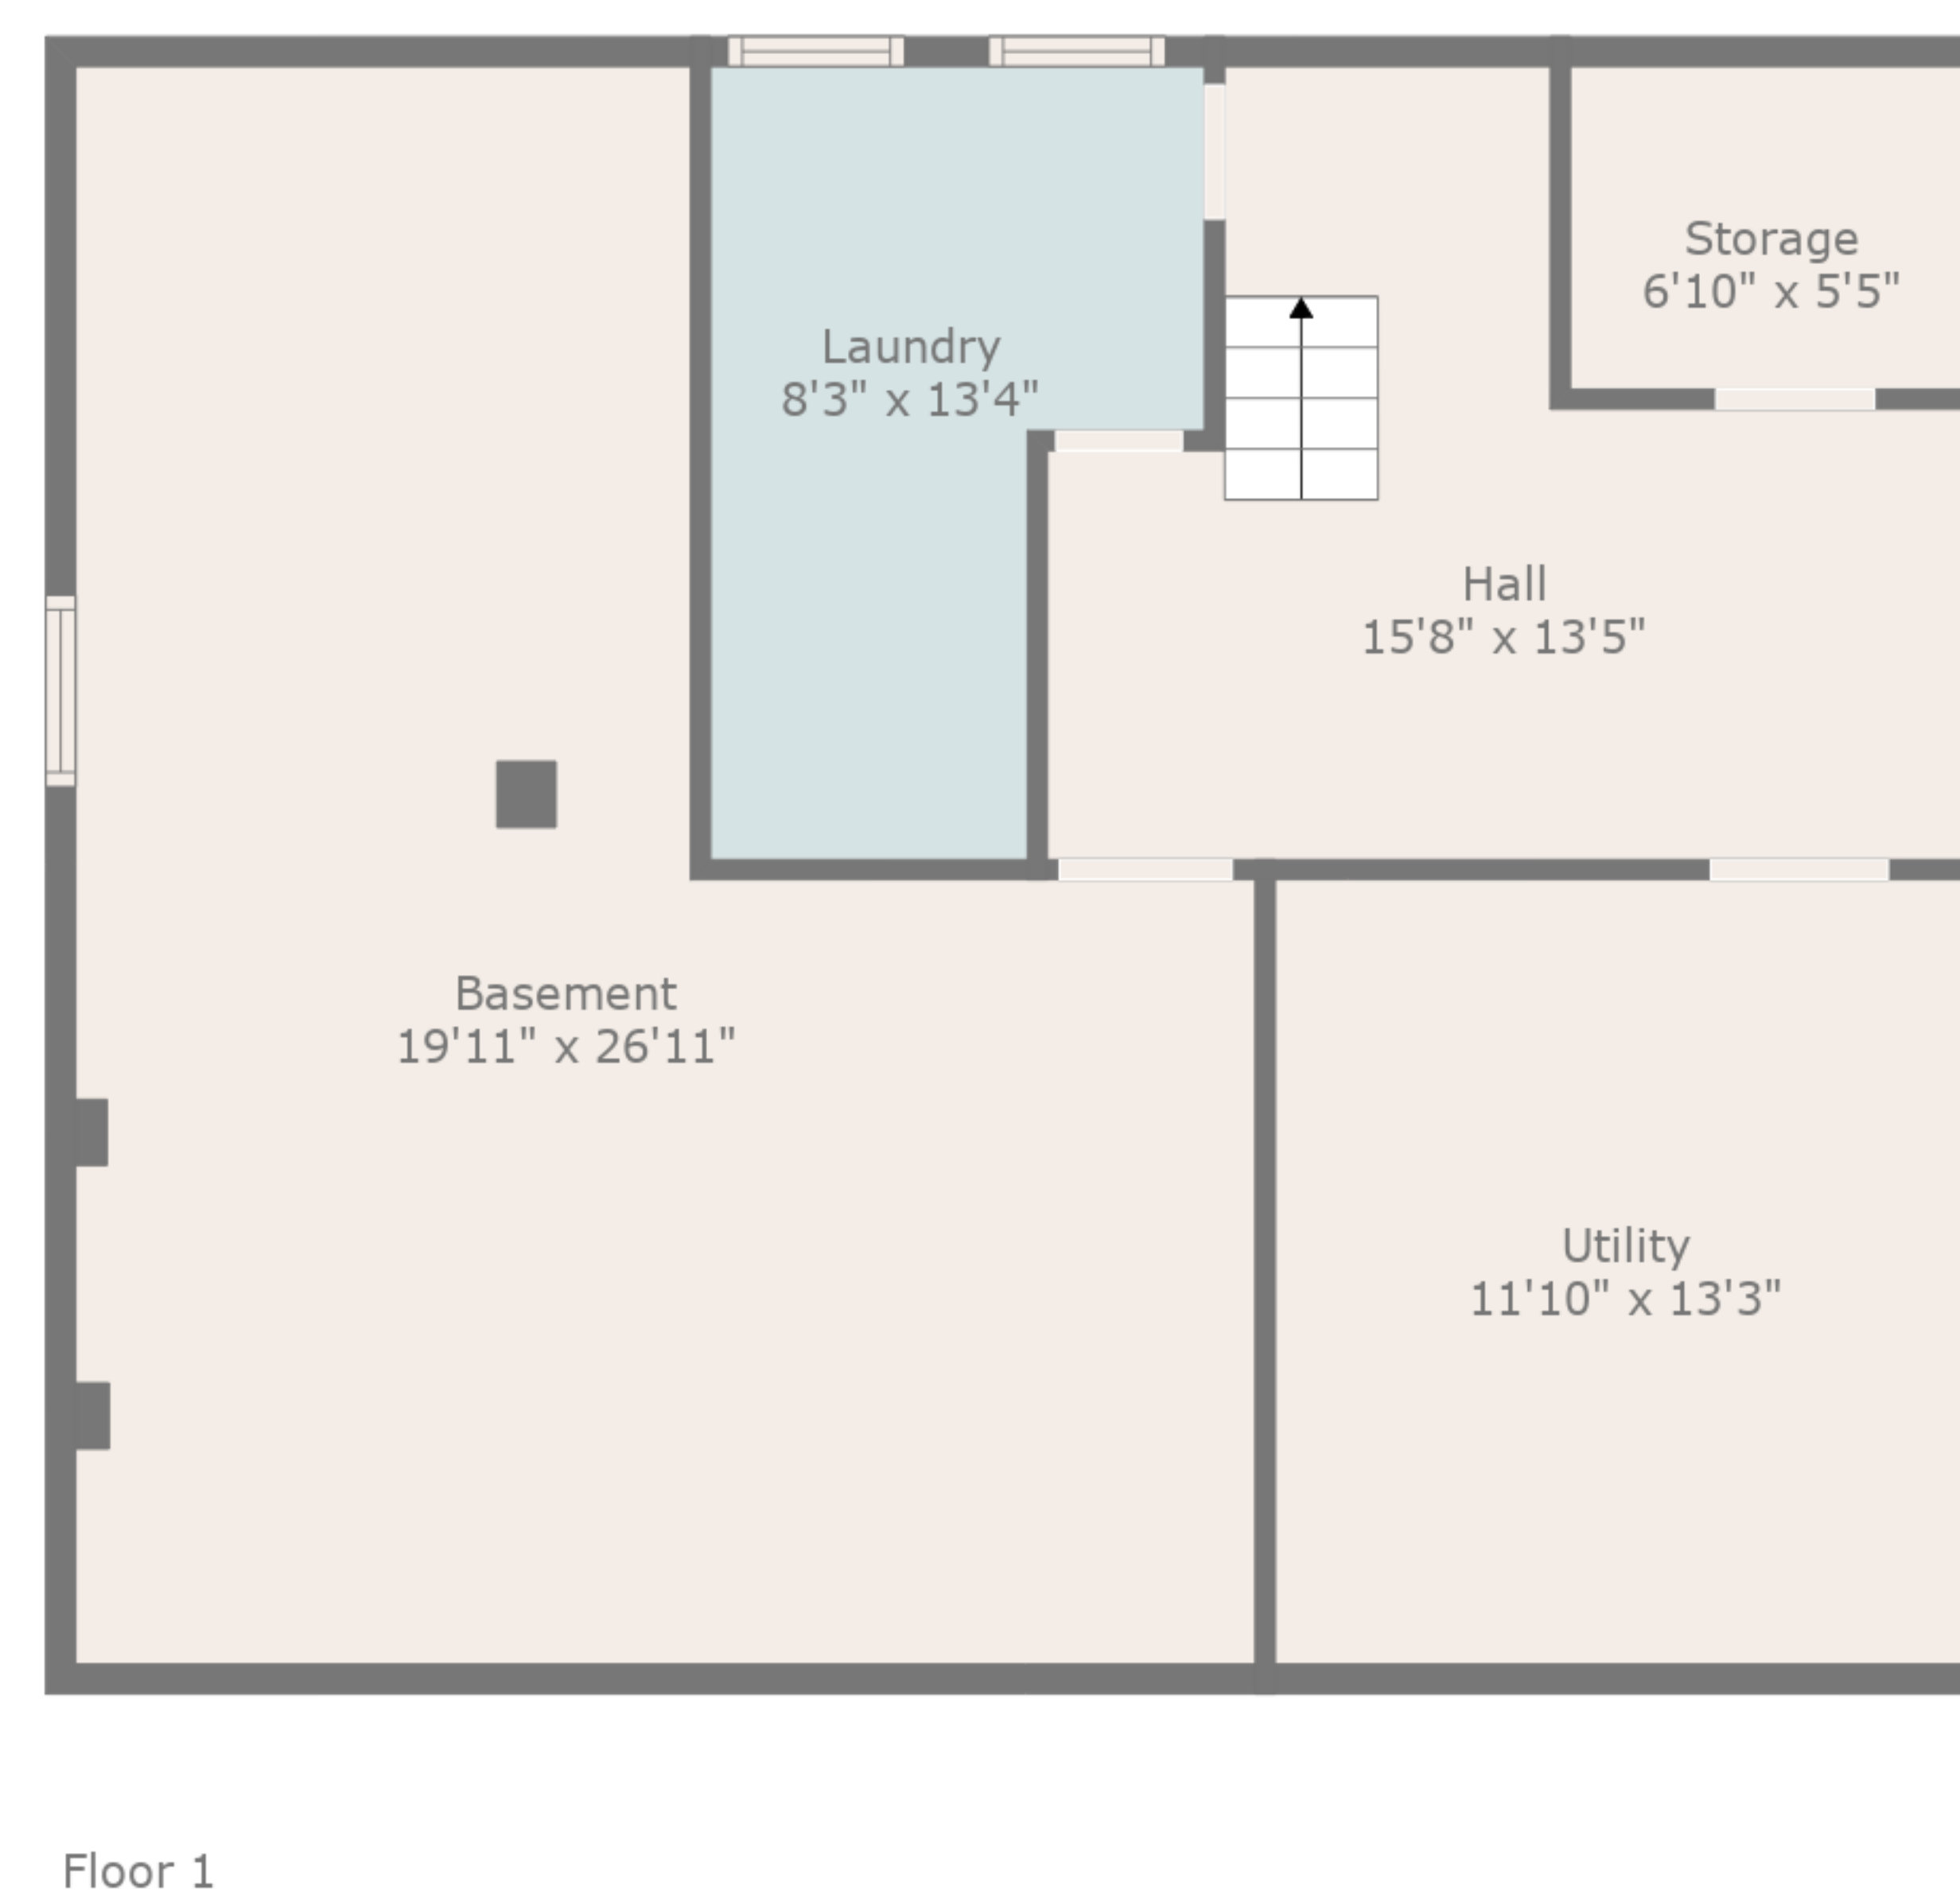 Storage
6'10" x 5'5"
Laundry
8'3" x 13'4"
Hall
15'8" x 13'5"
Basement
19'11" x 26'11"
Utility
11'10" x 13'3"
Floor 1